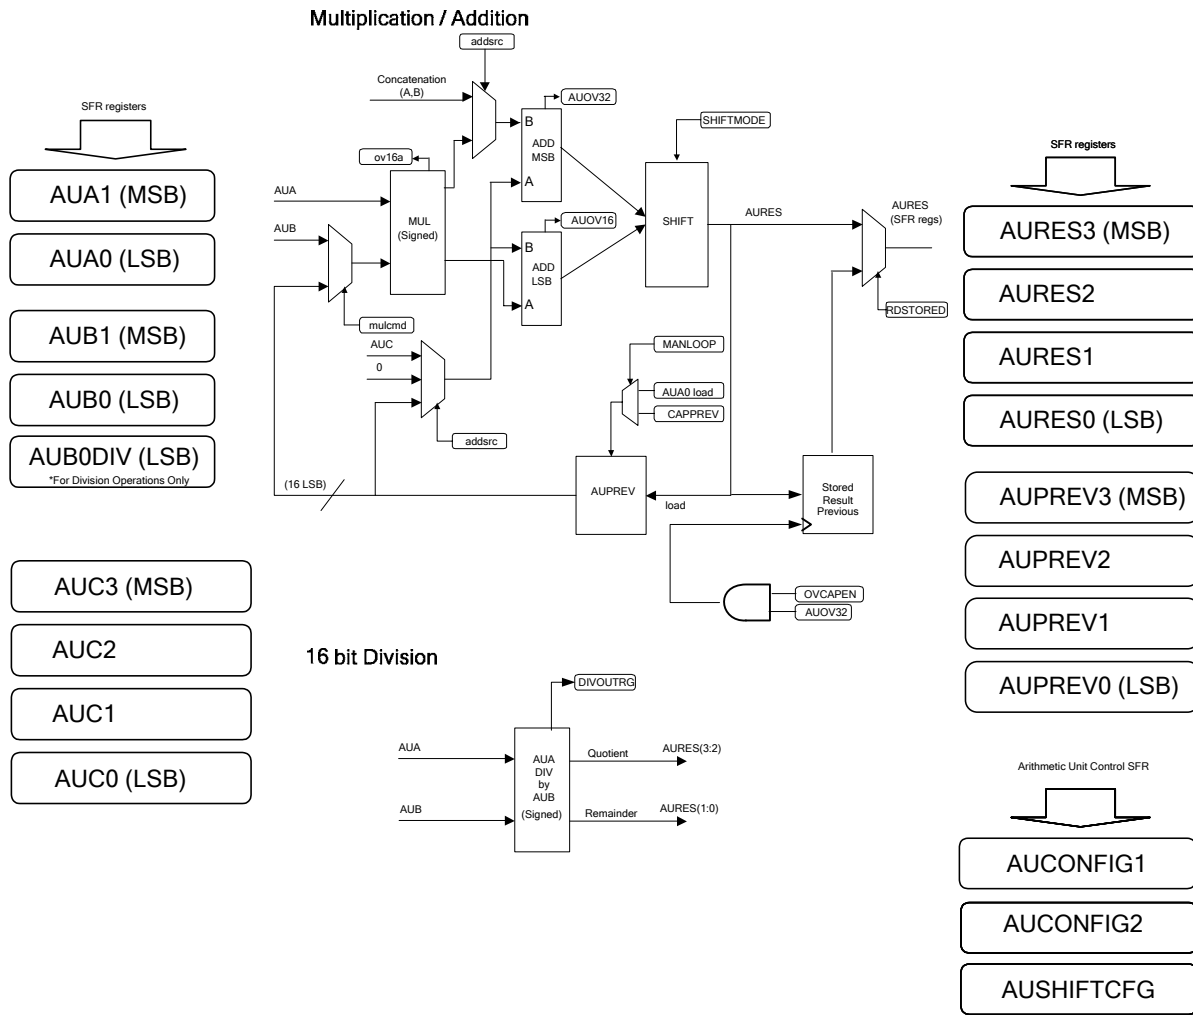 Multiplication / Addition
SFR registers
AUA1 (MSB)
AUA0 (LSB)
AUB1 (MSB)
AUB0 (LSB)
AUB0DIV (LSB)
*For Division Operations Only
AUC3 (MSB)
AUC2
AUC1
AUC0 (LSB)
addsrc
Concatenation
(A,B)
AUOV32
B
ADD
MSB
A
ov16a
AUA
AUB
MUL
(Signed)
AUOV16
B
ADD
LSB
A
mulcmd
AUC
0
addsrc
(16 LSB)
SHIFTMODE
SHIFT
AURES
AURES
(SFR regs)
RDSTORED
MANLOOP
AUA0 load
CAPPREV
AUPREV
load
Stored
Result
Previous
OVCAPEN
AUOV32
16 bit Division
DIVOUTRG
AUA
AUB
AUA
DIV
by
AUB
(Signed)
Quotient
AURES(3:2)
Remainder
AURES(1:0)
SFR registers
AURES3 (MSB)
AURES2
AURES1
AURES0 (LSB)
AUPREV3 (MSB)
AUPREV2
AUPREV1
AUPREV0 (LSB)
Arithmetic Unit Control SFR
AUCONFIG1
AUCONFIG2
AUSHIFTCFG